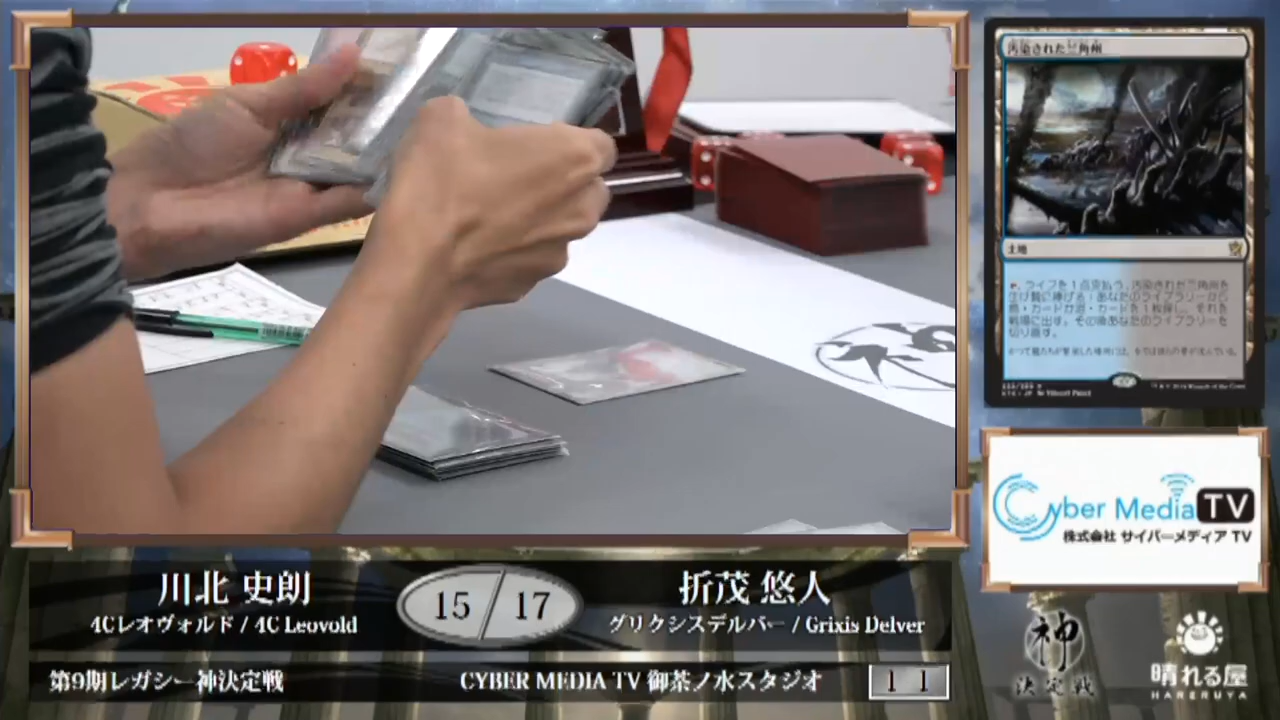 汚染された三角州
土地
Cyber Media TV
株式会社 サイバーメディア TV
川北 史朗
4Cレオヴォルド / 4C Leovold
15 / 17
折茂 悠人
グリクシスデルバー / Grixis Delver
第9期レガシー神決定戦
CYBER MEDIA TV 御茶ノ水スタジオ
1 1
神
決定戦
晴れる屋
HARERUYA